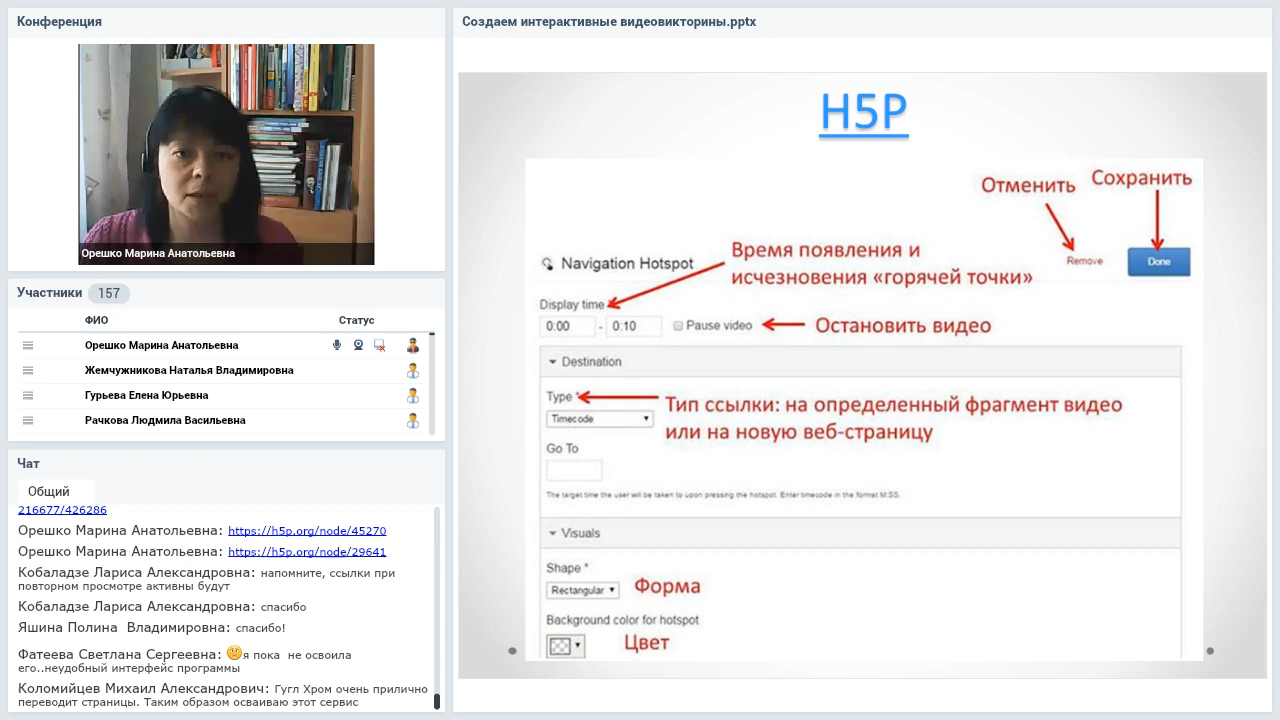 Конференция
Орешко Марина Анатольевна
Участники 157
ФИО Статус
Орешко Марина Анатольевна
Жемчужникова Наталья Владимировна
Гурьева Елена Юрьевна
Рачкова Людмила Васильевна
Чат
Общий
216677/426286
Орешко Марина Анатольевна: https://h5p.org/node/45270
Орешко Марина Анатольевна: https://h5p.org/node/29641
Кобаладзе Лариса Александровна: напомните, ссылки при
повторном просмотре активны будут
Кобаладзе Лариса Александровна: спасибо
Яшина Полина Владимировна: спасибо!
Фатеева Светлана Сергеевна: я пока не освоила
его..неудобный интерфейс программы
Коломийцев Михаил Александрович: Гугл Хром очень прилично
переводит страницы. Таким образом осваиваю этот сервис
Создаем интерактивные видеовикторины.pptx
H5P
Отменить Сохранить
Navigation Hotspot
Время появления и
исчезновения «горячей точки»
Remove Done
Display time *
0:00 - 0:10 Pause video
Остановить видео
Destination
Type *
Timecode
Тип ссылки: на определенный фрагмент видео
или на новую веб-страницу
Go To
The target time the user will be taken to upon pressing the hotspot. Enter timecode in the format M:SS.
Visuals
Shape *
Rectangular
Форма
Background color for hotspot
Цвет